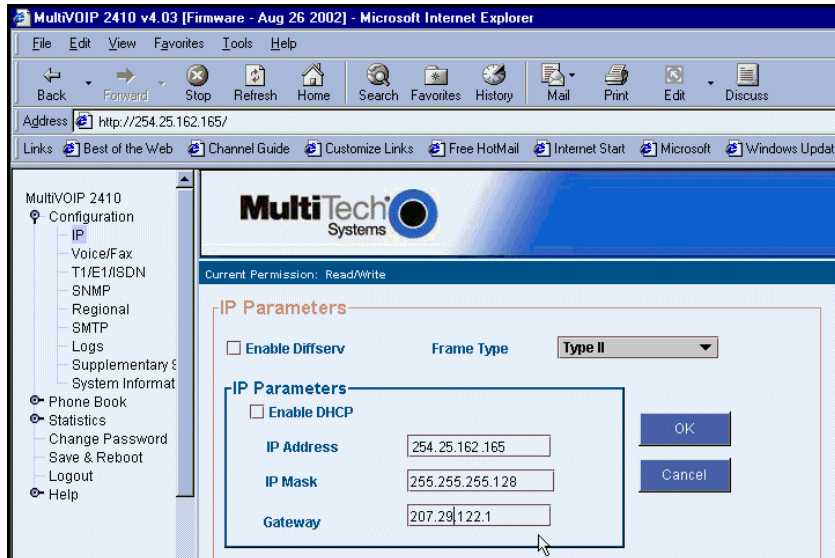 MultiVOIP 2410 v4.03 [Firmware - Aug 26 2002] - Microsoft Internet Explorer
File Edit View Favorites Tools Help
Back Forward Stop Refresh Home Search Favorites History Mail Print Edit Discuss
Address http://254.25.162.165/
Links Best of the Web Channel Guide Customize Links Free HotMail Internet Start Microsoft Windows Updat
MultiVOIP 2410
Configuration
IP
Voice/Fax
T1/E1/ISDN
SNMP
Regional
SMTP
Logs
Supplementary S
System Informat
Phone Book
Statistics
Change Password
Save & Reboot
Logout
Help
MultiTech
Systems
Current Permission: Read/Write
IP Parameters
Enable Diffserv Frame Type Type II
IP Parameters
Enable DHCP
IP Address 254.25.162.165
IP Mask 255.255.255.128
Gateway 207.29.122.1
OK
Cancel